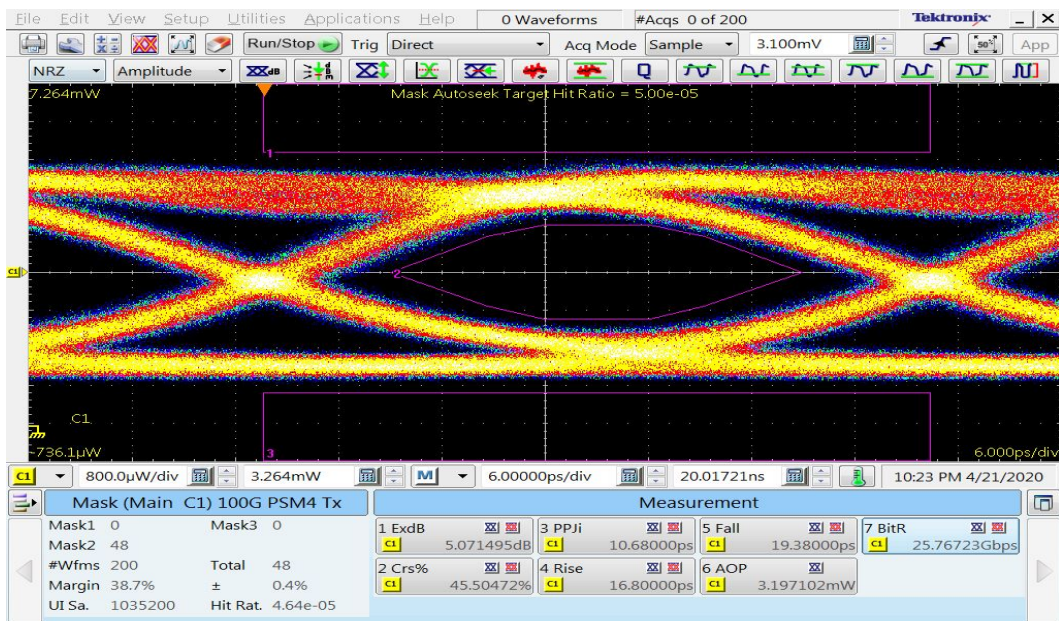 File Edit View Setup Utilities Applications Help 0 Waveforms #Acqs 0 of 200 Tektronix
Run/Stop Trig Direct Acq Mode Sample 3.100mV 50% App
NRZ Amplitude dB Q
7.264mW Mask Autoseek Target Hit Ratio = 5.00e-05
1
2
C1
C1
-736.1µW 3 6.000ps/div
C1 800.0µW/div 3.264mW M 6.00000ps/div 20.01721ns 10:23 PM 4/21/2020
Mask (Main C1) 100G PSM4 Tx Measurement
Mask1 0 Mask3 0
Mask2 48
#Wfms 200 Total 48
Margin 38.7% ± 0.4%
UI Sa. 1035200 Hit Rat. 4.64e-05
1 ExdB 3 PPJi 5 Fall 7 BitR
C1 5.071495dB C1 10.68000ps C1 19.38000ps C1 25.76723Gbps
2 Crs% 4 Rise 6 AOP
C1 45.50472% C1 16.80000ps C1 3.197102mW